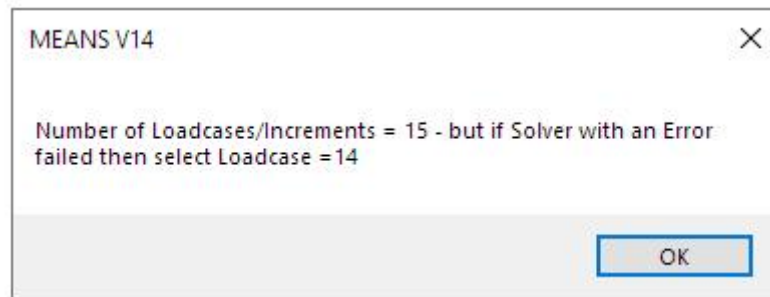 MEANS V14
Number of Loadcases/Increments = 15 - but if Solver with an Error
failed then select Loadcase =14
OK